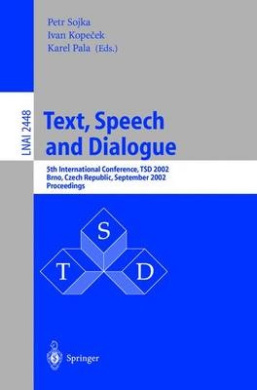 Petr Sojka
Ivan Kopeček
Karel Pala (Eds.)
LNAI 2448
Text, Speech
and Dialogue
5th International Conference, TSD 2002
Brno, Czech Republic, September 2002
Proceedings
S
T D
Springer